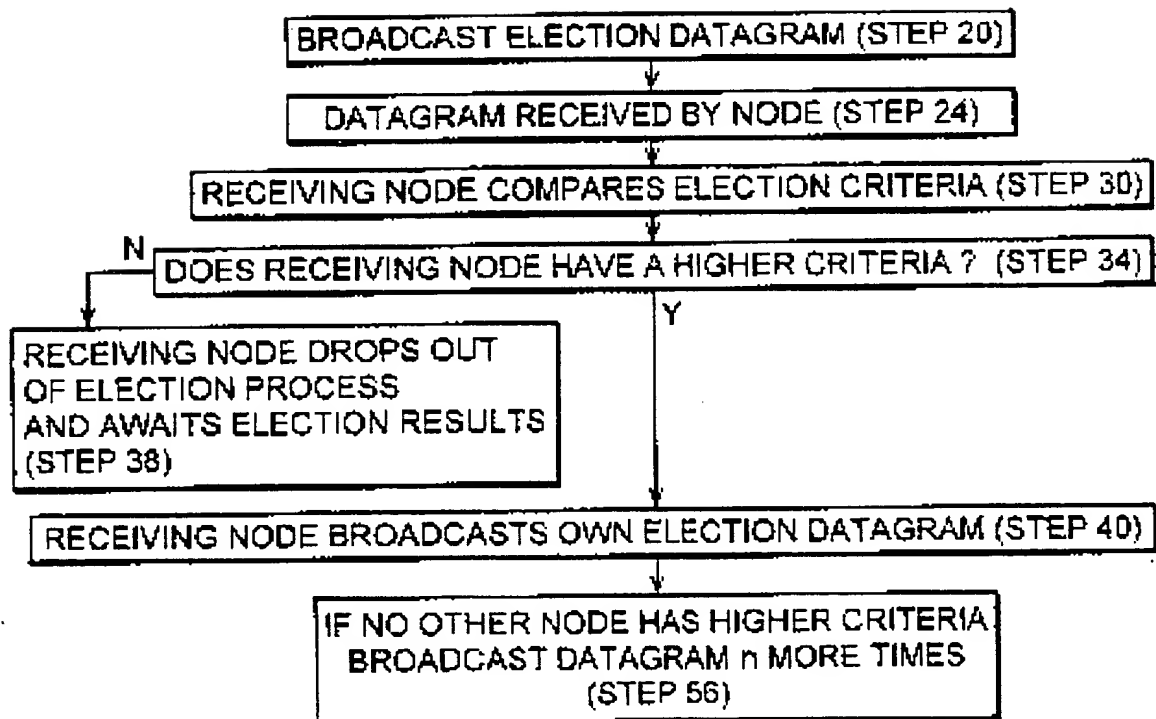 BROADCAST ELECTION DATAGRAM (STEP 20)
DATAGRAM RECEIVED BY NODE (STEP 24)
RECEIVING NODE COMPARES ELECTION CRITERIA (STEP 30)
N
DOES RECEIVING NODE HAVE A HIGHER CRITERIA ? (STEP 34)
Y
RECEIVING NODE DROPS OUT
OF ELECTION PROCESS
AND AWAITS ELECTION RESULTS
(STEP 38)
RECEIVING NODE BROADCASTS OWN ELECTION DATAGRAM (STEP 40)
IF NO OTHER NODE HAS HIGHER CRITERIA
BROADCAST DATAGRAM n MORE TIMES
(STEP 56)